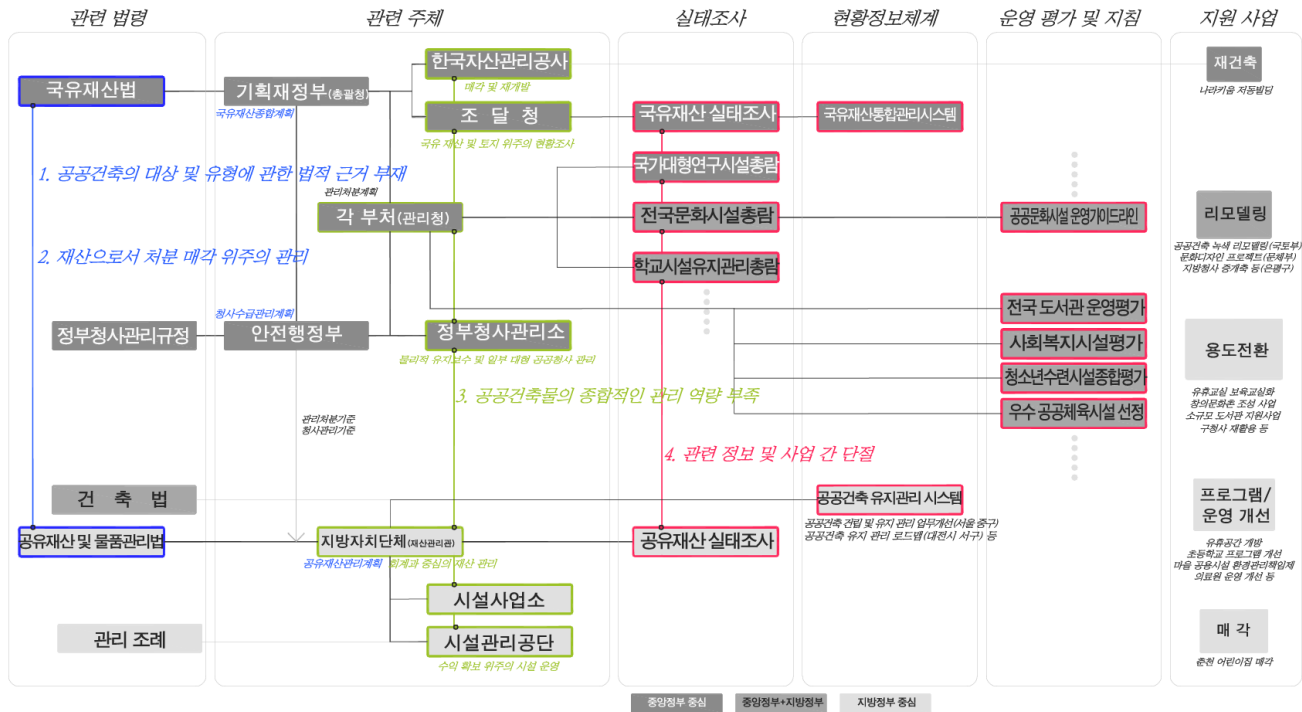 관련 법령
관련 주체
실태조사
현황정보체계
운영 평가 및 지침
지원 사업
국유재산법
기획재정부(총괄청)
국유재산종합계획
한국자산관리공사
매각 및 재개발
조 달 청
국유 재산 및 토지 위주의 현황조사
국유재산 실태조사
국유재산통합관리시스템
재건축
나라키움 저동빌딩
1. 공공건축의 대상 및 유형에 관한 법적 근거 부재
관리처분계획
각 부처(관리청)
국가대형연구시설총람
전국문화시설총람
학교시설유지관리총람
공공문화시설 운영가이드라인
리모델링
공공건축 녹색 리모델링(국토부)
문화디자인 프로젝트(문체부)
지방청사 증개축 등(은평구)
2. 재산으로서 처분 매각 위주의 관리
청사수급관리계획
정부청사관리규정
안전행정부
정부청사관리소
물리적 유지보수 및 일부 대형 공공청사 관리
전국 도서관 운영평가
사회복지시설평가
청소년수련시설종합평가
우수 공공체육시설 선정
용도전환
유휴교실 보육교실화
창의문화촌 조성 사업
소규모 도서관 지원사업
구청사 재활용 등
3. 공공건축물의 종합적인 관리 역량 부족
관리처분기준
청사관리기준
4. 관련 정보 및 사업 간 단절
건 축 법
공공건축 유지관리 시스템
공공건축 건립 및 유지 관리 업무개선(서울 중구)
공공건축 유지 관리 로드맵(대전시 서구) 등
프로그램/
운영 개선
유휴공간 개방
초등학교 프로그램 개선
마을 공용시설 환경관리책임제
의료원 운영 개선 등
공유재산 및 물품관리법
지방자치단체(재산관리관)
공유재산관리계획
회계과 중심의 재산 관리
공유재산 실태조사
시설사업소
관리 조례
시설관리공단
수익 확보 위주의 시설 운영
매 각
춘천 어린이집 매각
중앙정부 중심
중앙정부+지방정부
지방정부 중심